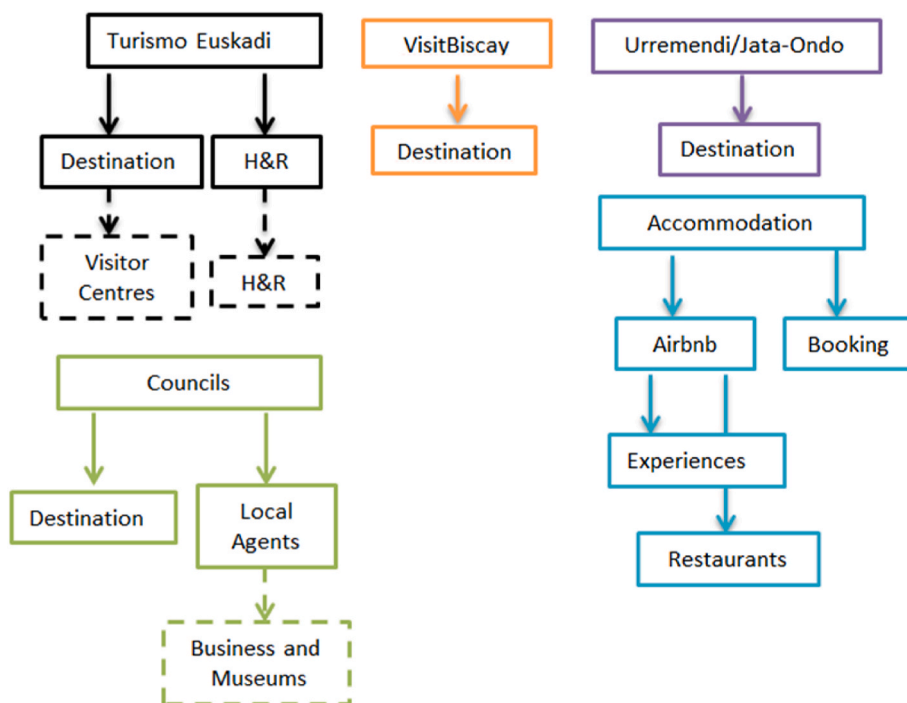 Turismo Euskadi
VisitBiscay
Urremendi/Jata-Ondo
Destination
H&R
Destination
Destination
Visitor
Centres
H&R
Accommodation
Airbnb
Booking
Councils
Experiences
Destination
Local
Agents
Restaurants
Business and
Museums